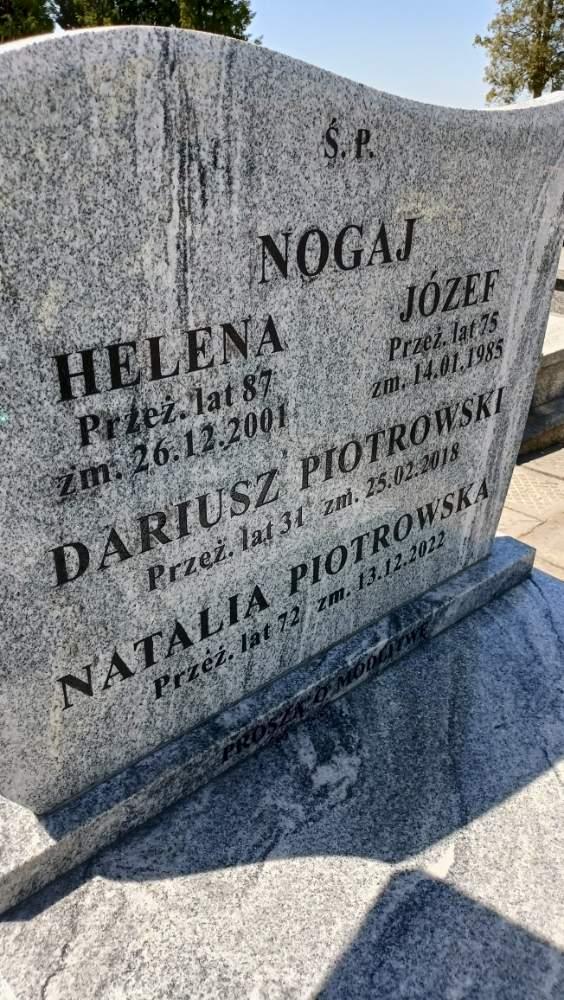 Ś. P.
NOGAJ
HELENA
Przeż. lat 87
zm. 26.12.2001
JÓZEF
Przeż. lat 75
zm. 14.01.1985
DARIUSZ PIOTROWSKI
Przeż. lat 31 zm. 25.02.2018
NATALIA PIOTROWSKA
Przeż. lat 72 zm. 13.12.2022
PROSZĄ O MODLITWĘ